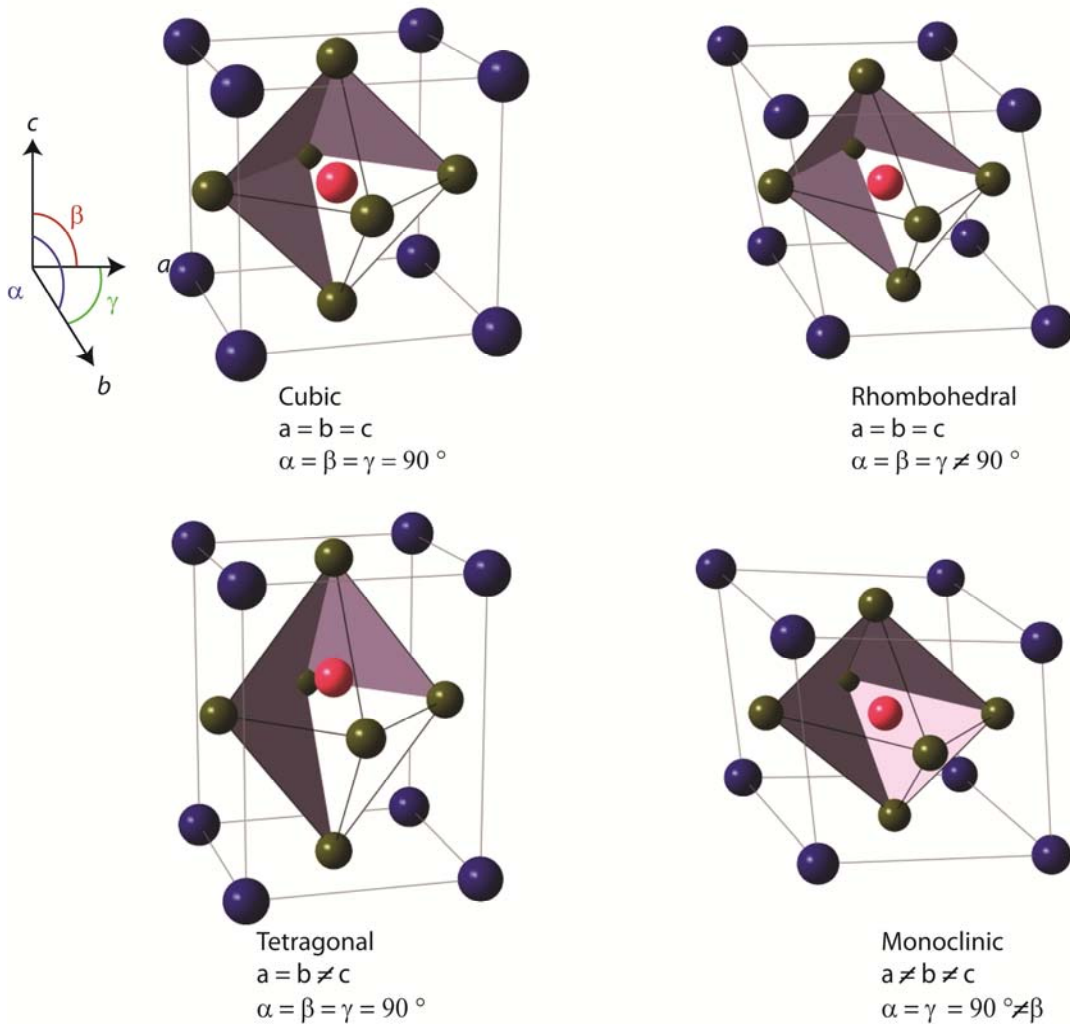 c
β
a
α
γ
b
Cubic
a = b = c
α = β = γ = 90 °
Rhombohedral
a = b = c
α = β = γ ≠ 90 °
Tetragonal
a = b ≠ c
α = β = γ = 90 °
Monoclinic
a ≠ b ≠ c
α = γ = 90 °≠β